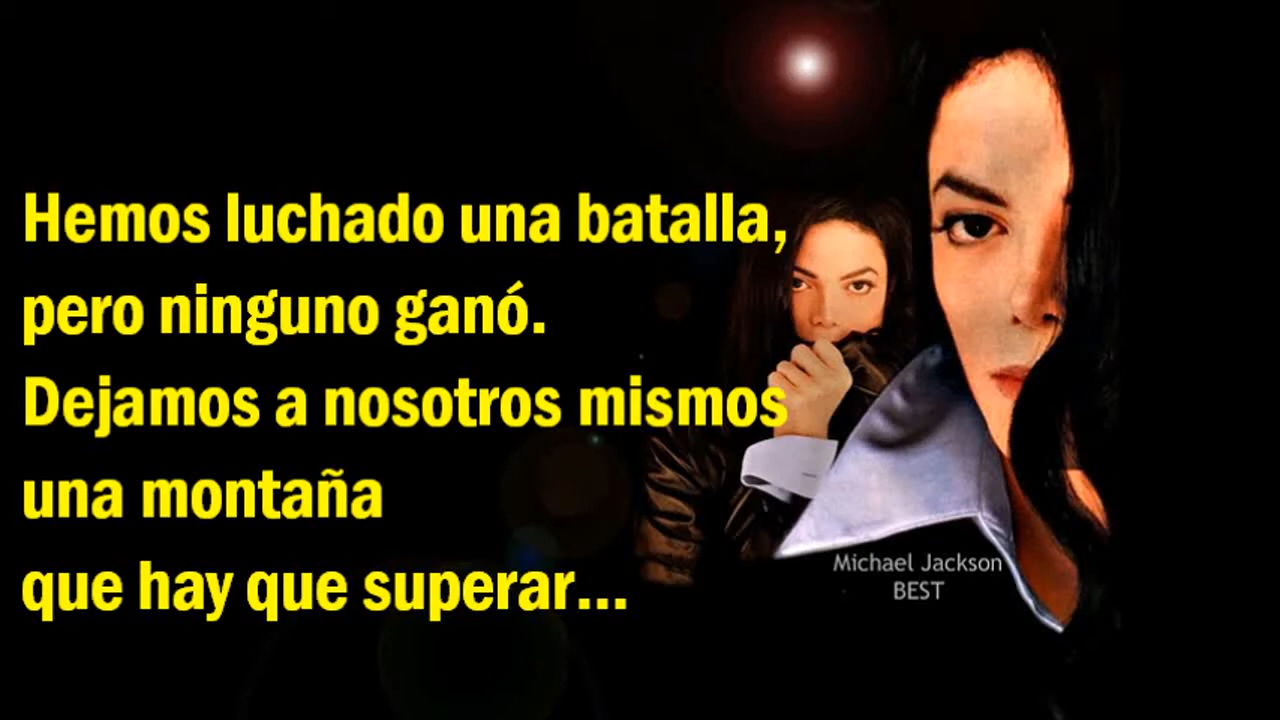 Hemos luchado una batalla,
pero ninguno ganó.
Dejamos a nosotros mismos
una montaña
que hay que superar...
Michael Jackson
BEST